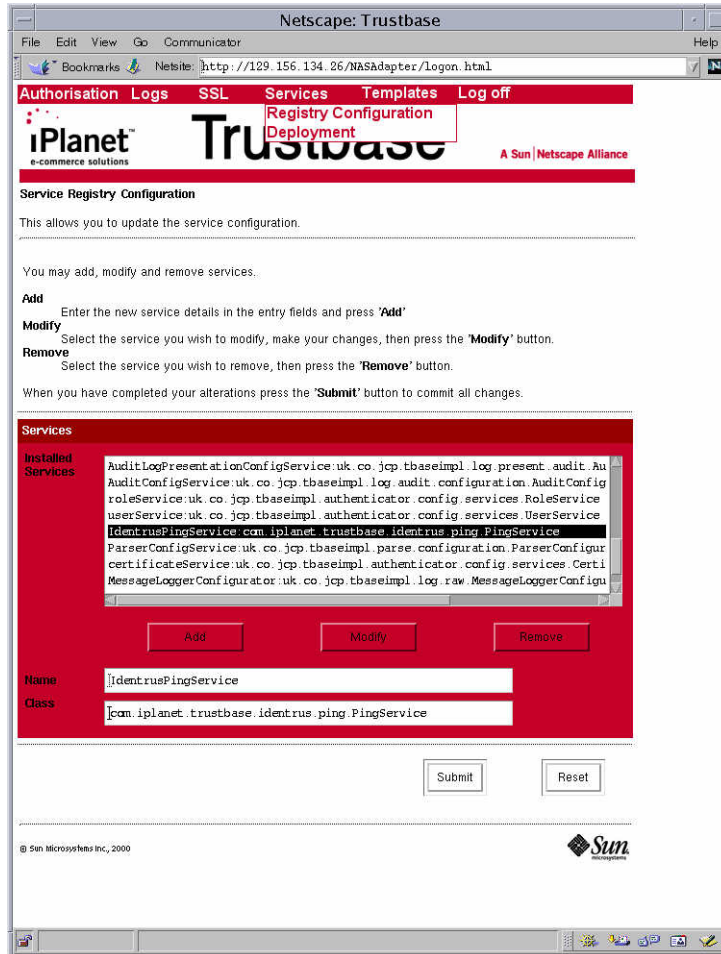 Netscape: Trustbase
File Edit View Go Communicator Help
Bookmarks Netsite: http://129.156.134.26/NASAdapter/logon.html
Authorisation Logs SSL Services Templates Log off
Registry Configuration
Deployment
iPlanet™
e-commerce solutions
Trustbase
A Sun|Netscape Alliance
Service Registry Configuration
This allows you to update the service configuration.
You may add, modify and remove services.
Add
Enter the new service details in the entry fields and press 'Add'
Modify
Select the service you wish to modify, make your changes, then press the 'Modify' button.
Remove
Select the service you wish to remove, then press the 'Remove' button.
When you have completed your alterations press the 'Submit' button to commit all changes.
Services
Installed Services
AuditLogPresentationConfigService:uk.co.jcp.tbaseimpl.log.present.audit.Au
AuditConfigService:uk.co.jcp.tbaseimpl.log.audit.configuration.AuditConfig
roleService:uk.co.jcp.tbaseimpl.authenticator.config.services.RoleService
userService:uk.co.jcp.tbaseimpl.authenticator.config.services.UserService
IdentrusPingService:com.iplanet.trustbase.identrus.ping.PingService
ParserConfigService:uk.co.jcp.tbaseimpl.parse.configuration.ParserConfigur
certificateService:uk.co.jcp.tbaseimpl.authenticator.config.services.Certi
MessageLoggerConfigurator:uk.co.jcp.tbaseimpl.log.raw.MessageLoggerConfigu
Add Modify Remove
Name IdentrusPingService
Class com.iplanet.trustbase.identrus.ping.PingService
Submit Reset
© Sun Microsystems Inc., 2000
Sun
microsystems